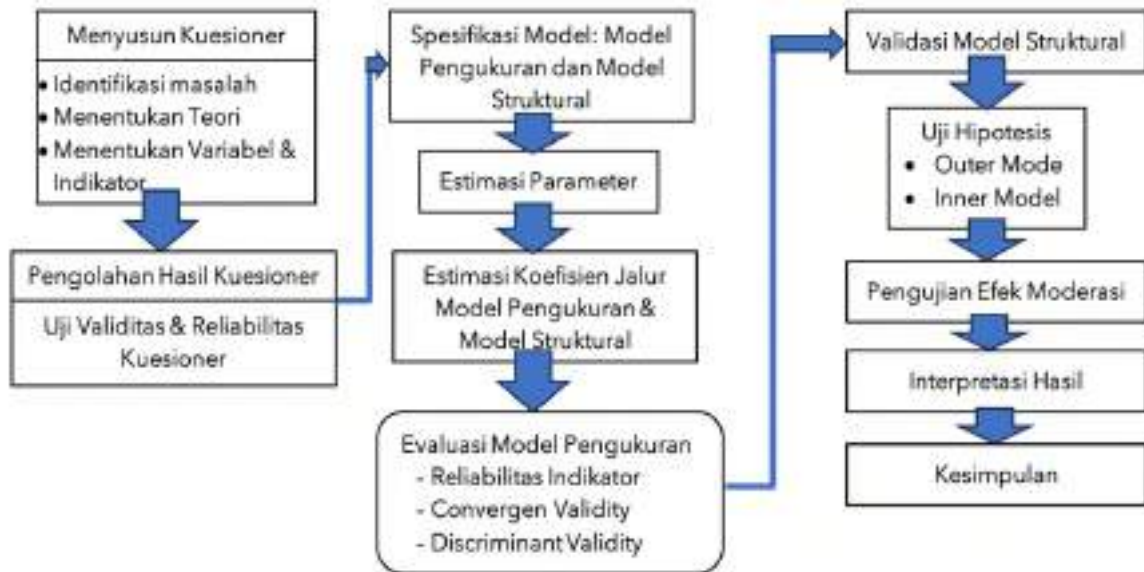 Menyusun Kuesioner
• Identifikasi masalah
• Menentukan Teori
• Menentukan Variabel &
Indikator
Pengolahan Hasil Kuesioner
Uji Validitas & Reliabilitas
Kuesioner
Spesifikasi Model: Model
Pengukuran dan Model
Struktural
Estimasi Parameter
Estimasi Koefisien Jalur
Model Pengukuran &
Model Struktural
Evaluasi Model Pengukuran
- Reliabilitas Indikator
- Convergen Validity
- Discriminant Validity
Validasi Model Struktural
Uji Hipotesis
• Outer Mode
• Inner Model
Pengujian Efek Moderasi
Interpretasi Hasil
Kesimpulan